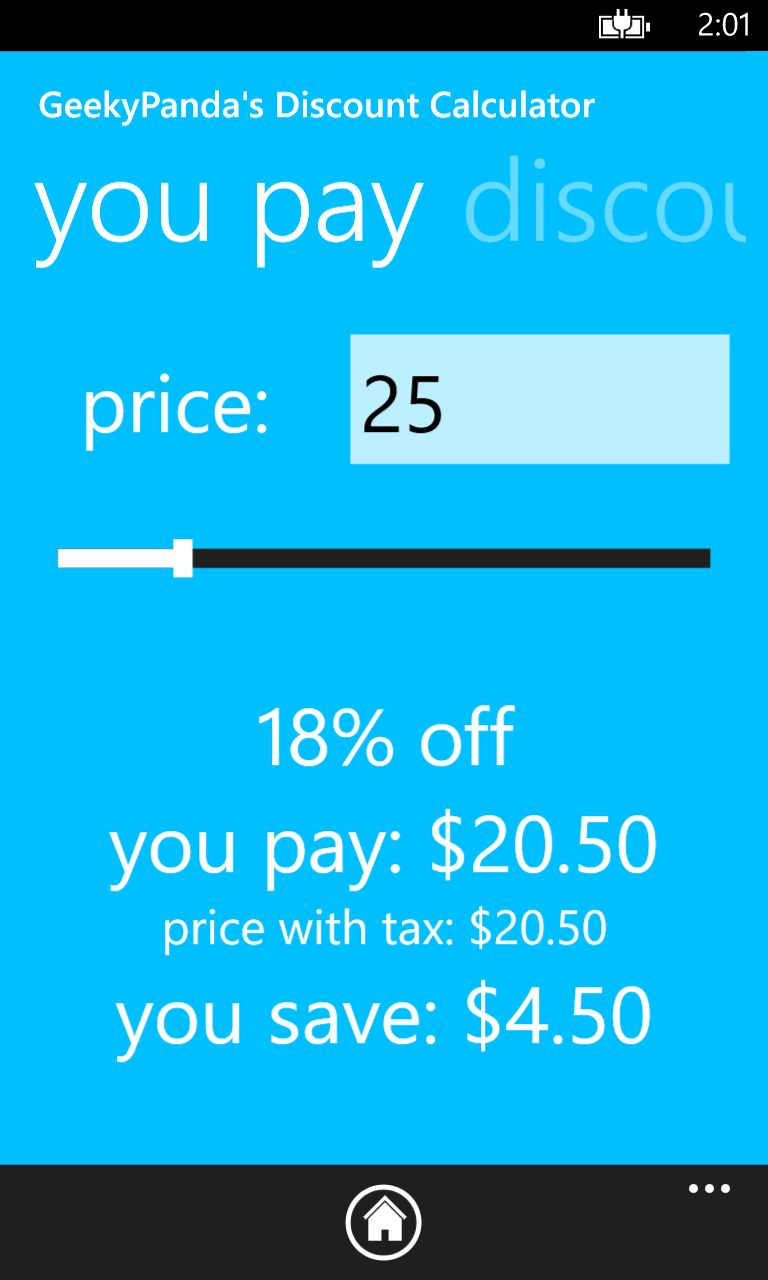 2:01
GeekyPanda's Discount Calculator
you pay discou
price: 25
18% off
you pay: $20.50
price with tax: $20.50
you save: $4.50